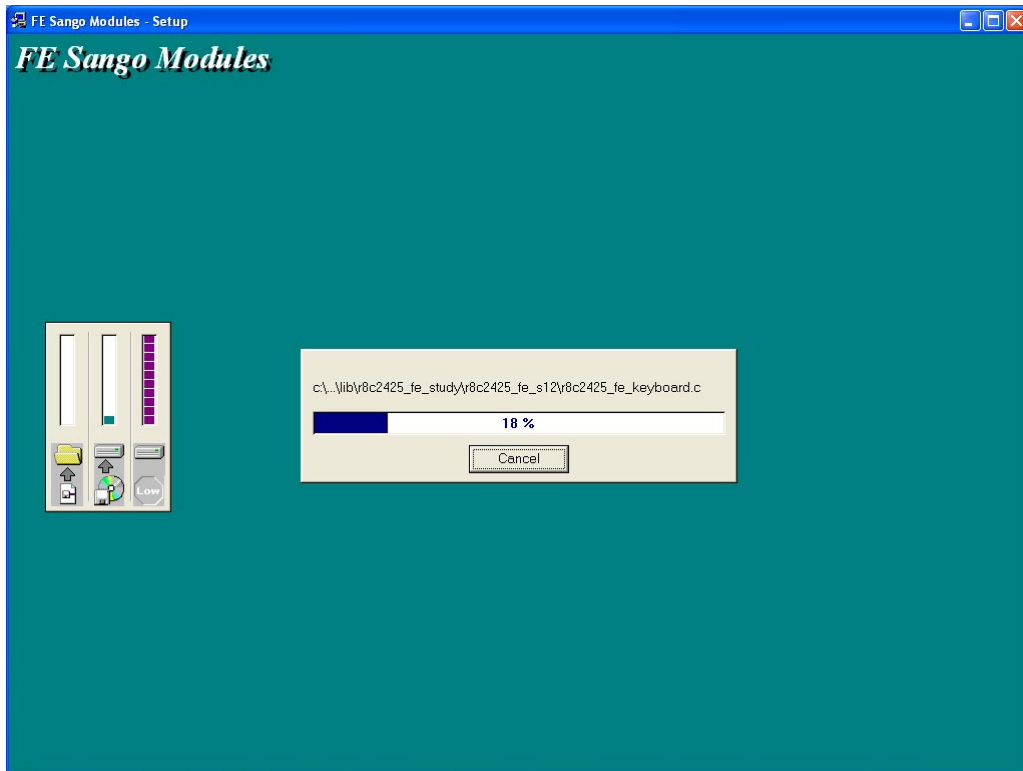 FE Sango Modules - Setup
FE Sango Modules
c:\...\lib\r8c2425_fe_study\r8c2425_fe_s12\r8c2425_fe_keyboard.c
18 %
Cancel
Low